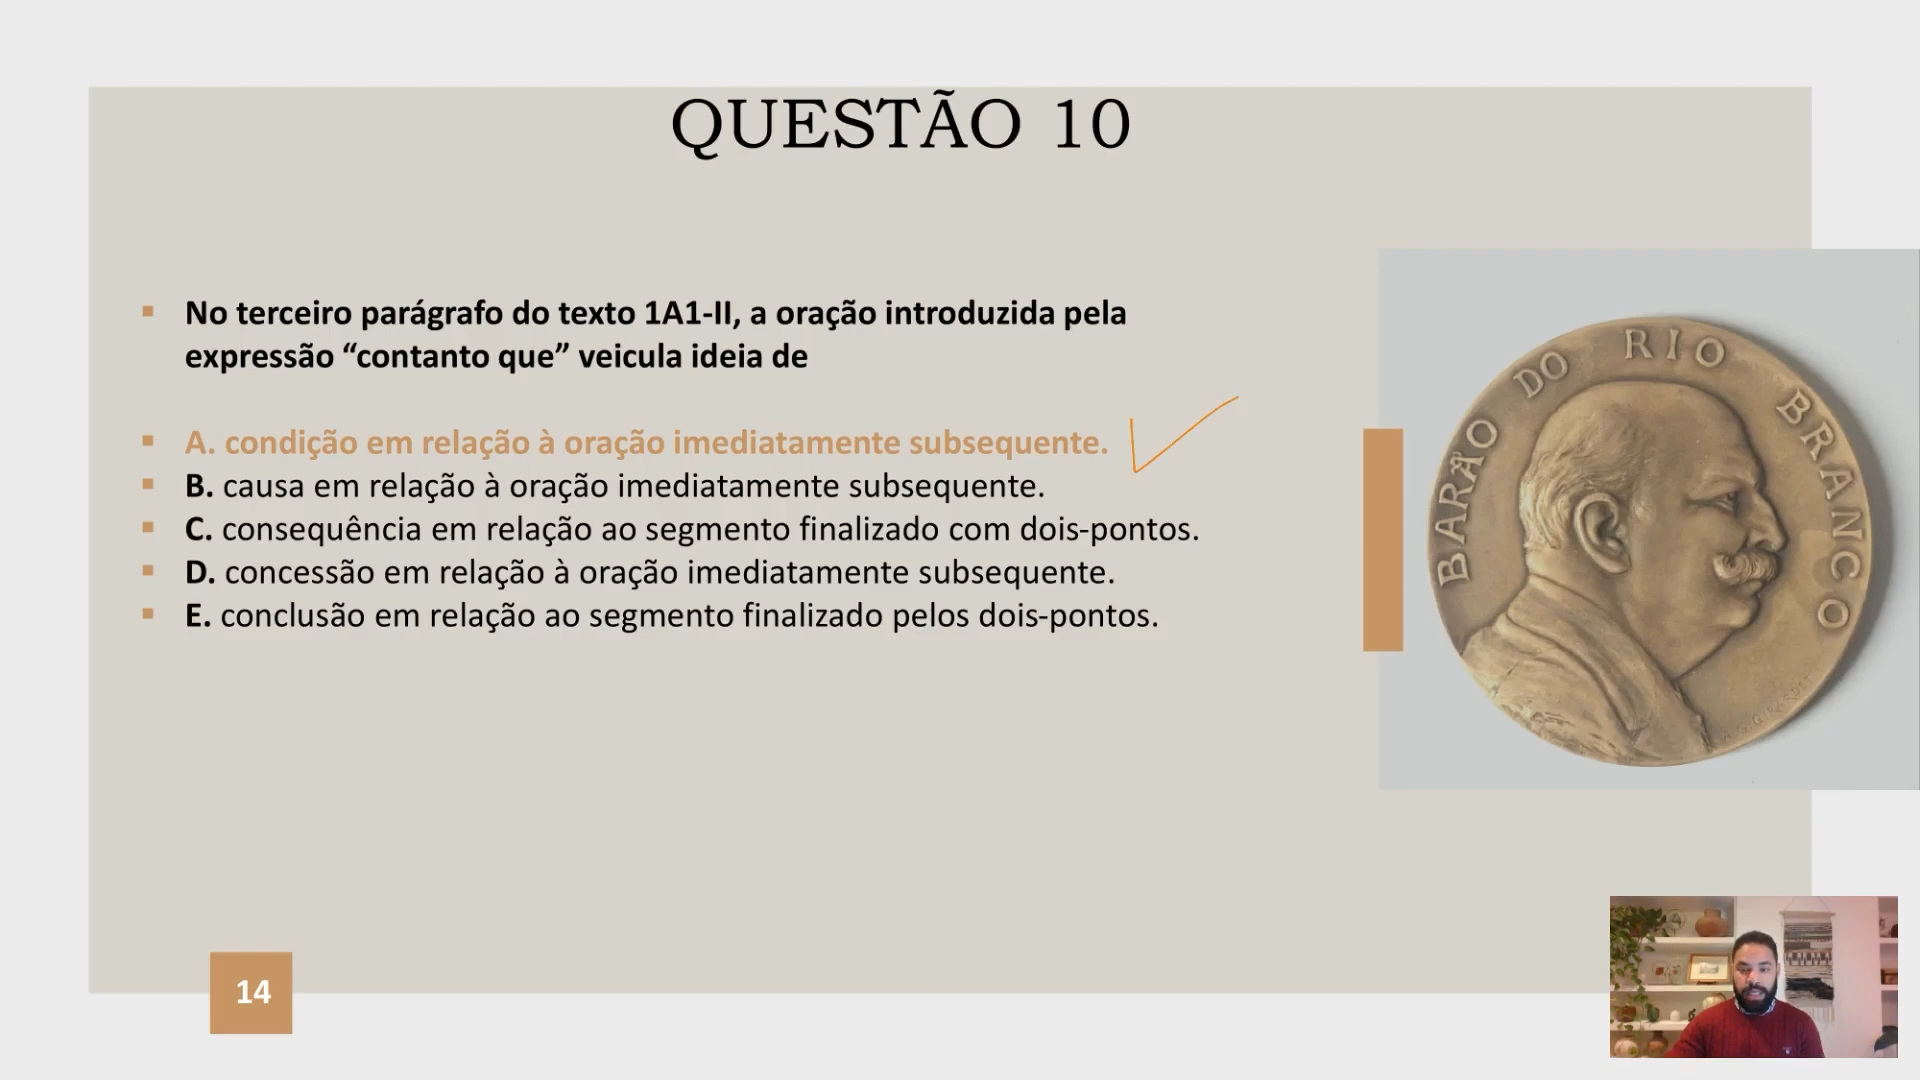 QUESTÃO 10
No terceiro parágrafo do texto 1A1-II, a oração introduzida pela
expressão “contanto que” veicula ideia de
A. condição em relação à oração imediatamente subsequente.
B. causa em relação à oração imediatamente subsequente.
C. consequência em relação ao segmento finalizado com dois-pontos.
D. concessão em relação à oração imediatamente subsequente.
E. conclusão em relação ao segmento finalizado pelos dois-pontos.
BARÃO DO RIO BRANCO
14